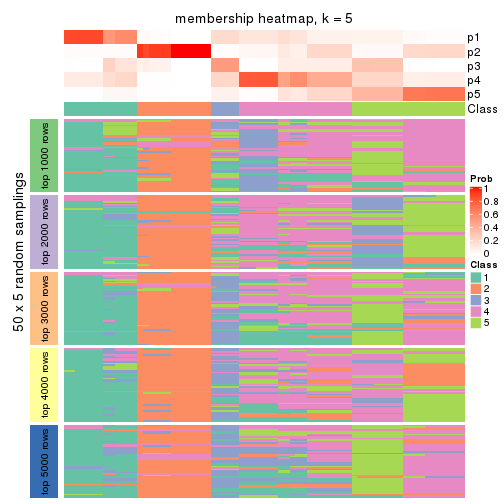 membership heatmap, k = 5
p1
p2
p3
p4
p5
Class
50 x 5 random samplings
top 1000 rows
top 2000 rows
top 3000 rows
top 4000 rows
top 5000 rows
Prob
1
0.8
0.6
0.4
0.2
0
Class
1
2
3
4
5